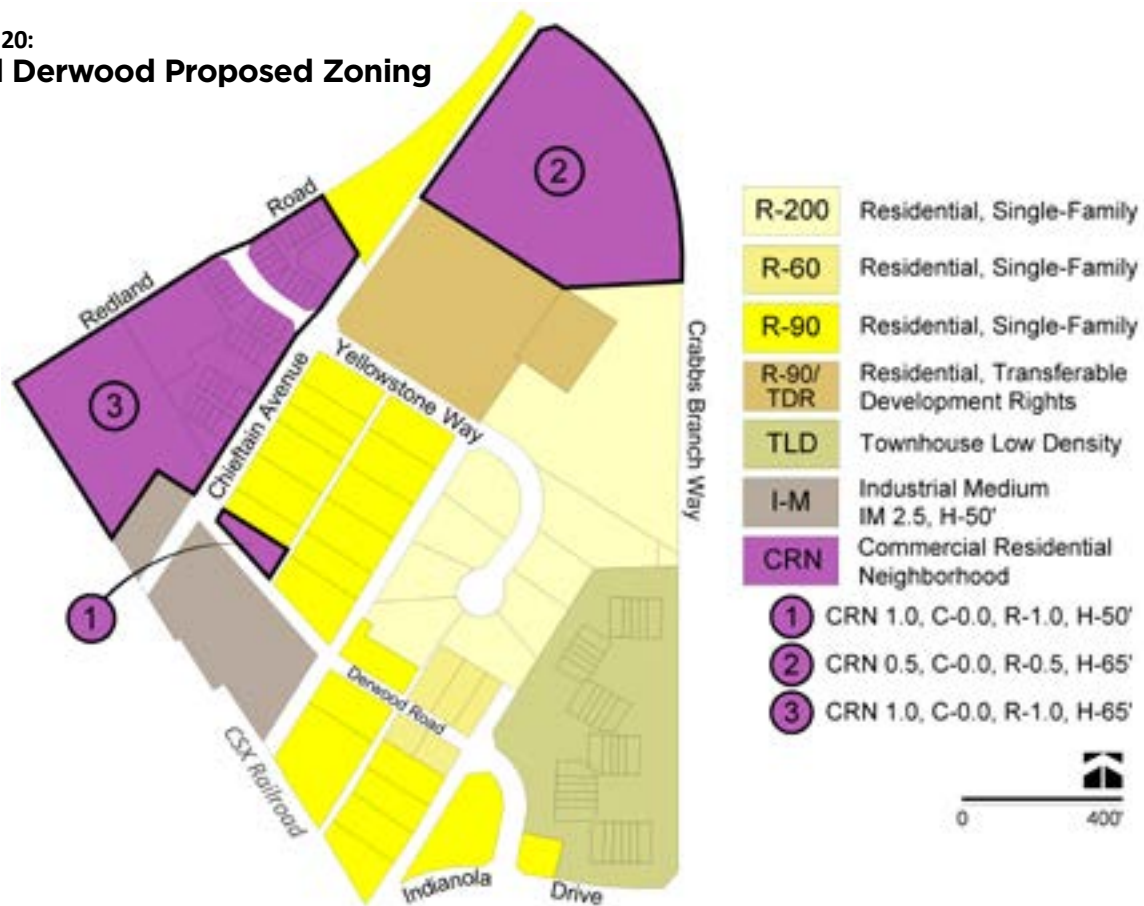 20:
Derwood Proposed Zoning
Road
Redland
Chieftain Avenue
Yellowstone Way
Crabbs Branch Way
Derwood Road
CSX Railroad
Indianola
Drive
2
3
1
R-200 Residential, Single-Family
R-60 Residential, Single-Family
R-90 Residential, Single-Family
R-90/
TDR
Residential, Transferable
Development Rights
TLD Townhouse Low Density
I-M
Industrial Medium
IM 2.5, H-50'
CRN
Commercial Residential
Neighborhood
1 CRN 1.0, C-0.0, R-1.0, H-50'
2 CRN 0.5, C-0.0, R-0.5, H-65'
3 CRN 1.0, C-0.0, R-1.0, H-65'
0 400'